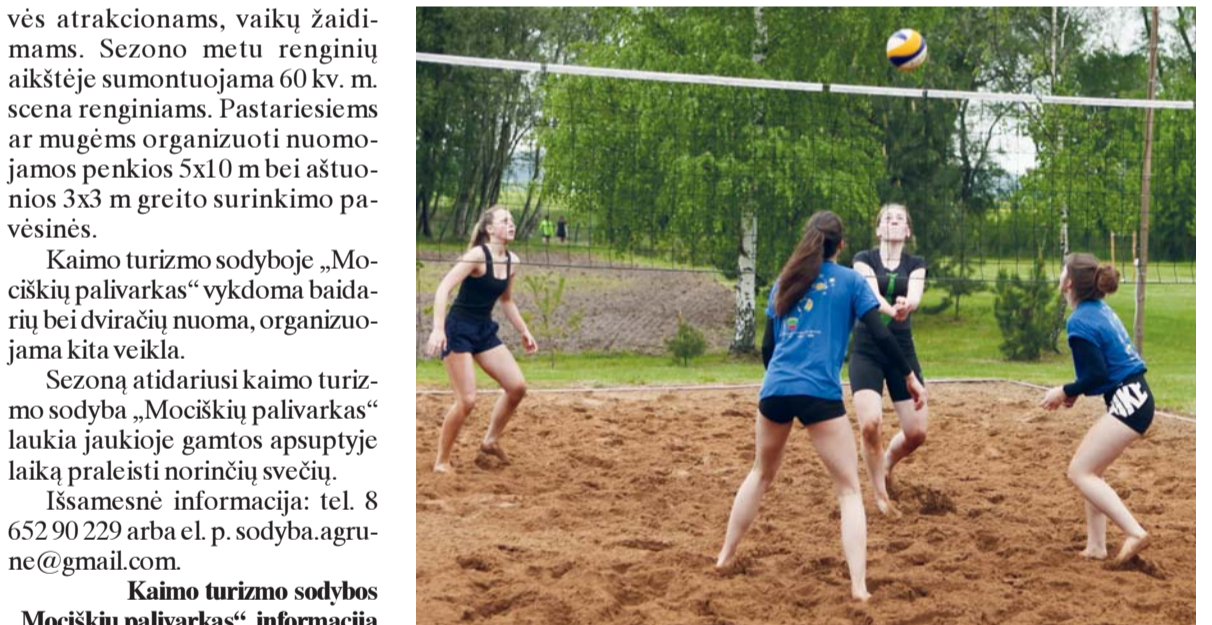 vės atrakcionams, vaikų žaidi-
mams. Sezono metu renginių
aikštėje sumontuojama 60 kv. m.
scena renginiams. Pastariesiems
ar mugėms organizuoti nuomo-
jamos penkios 5x10 m bei aštuo-
nios 3x3 m greito surinkimo pa-
vėsinės.
Kaimo turizmo sodyboje „Mo-
ciškių palivarkas“ vykdoma baida-
rių bei dviračių nuoma, organizuo-
jama kita veikla.
Sezoną atidariusi kaimo turiz-
mo sodyba „Mociškių palivarkas“
laukia jaukioje gamtos apsuptyje
laiką praleisti norinčių svečių.
Išsamesnė informacija: tel. 8
652 90 229 arba el. p. sodyba.agru-
ne@gmail.com.
Kaimo turizmo sodybos
„Mociškių palivarkas“ informacija
NIKE